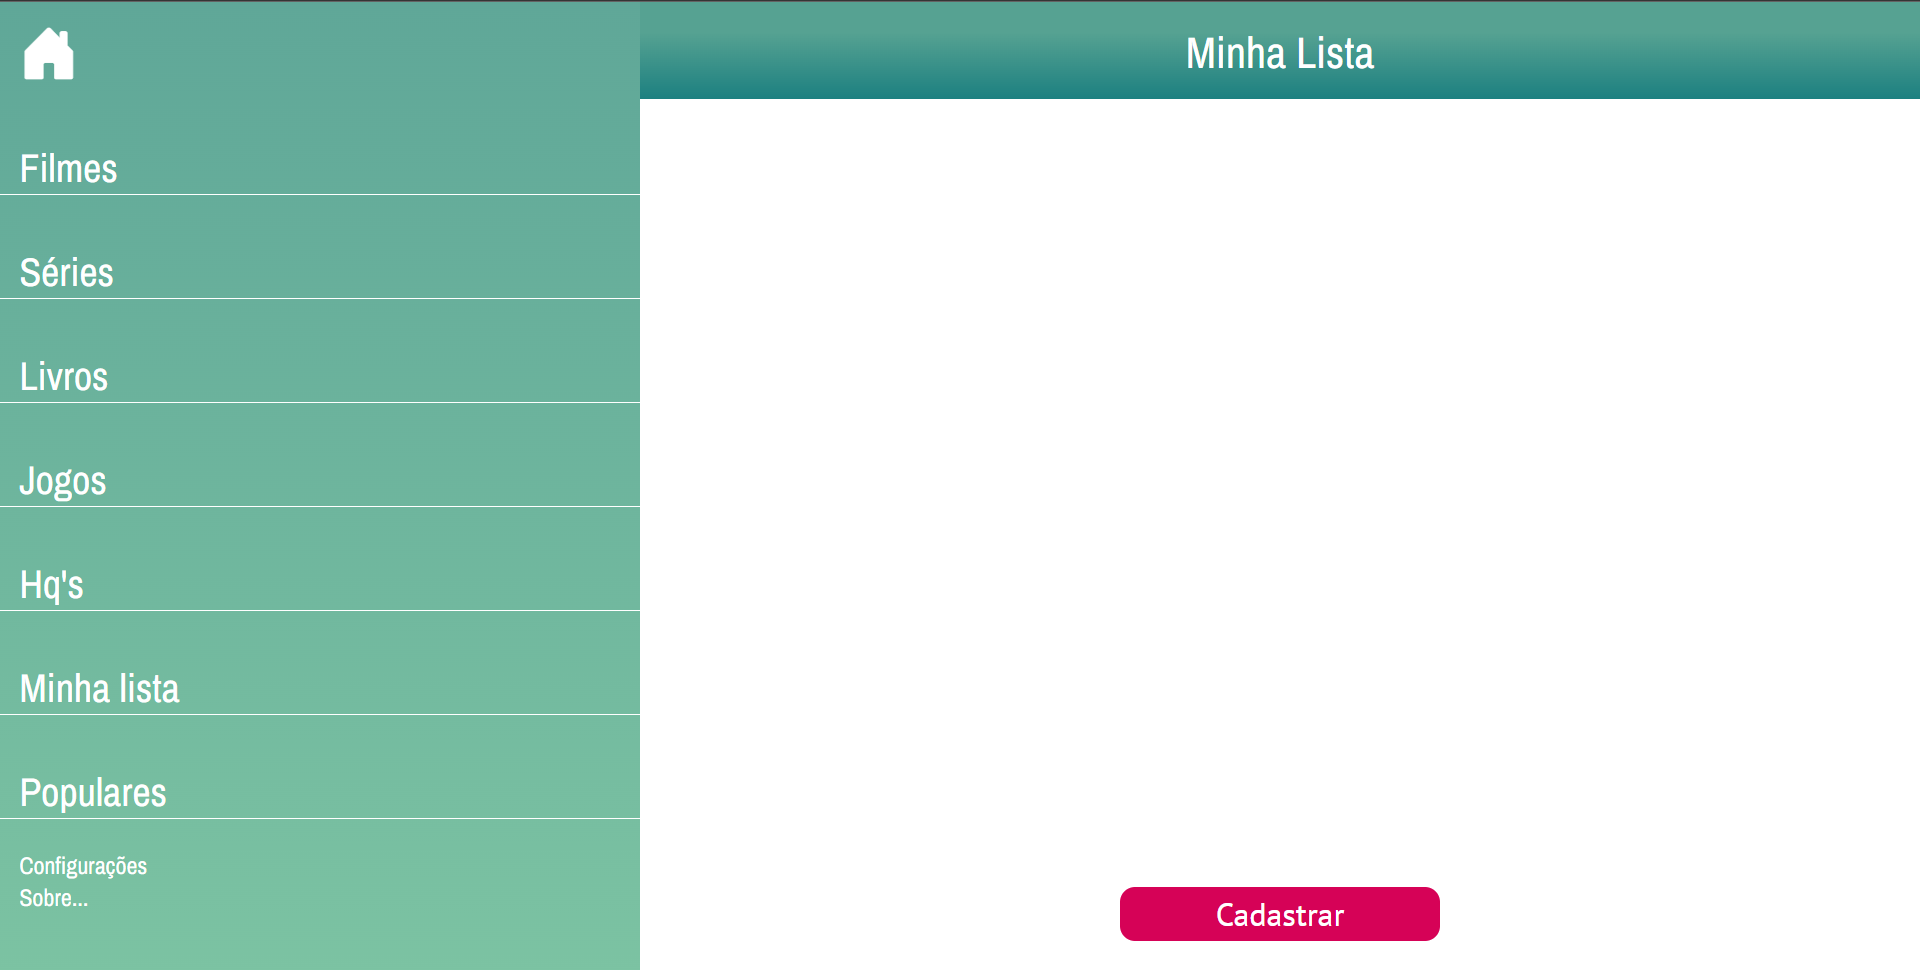 Minha Lista
Filmes
Séries
Livros
Jogos
Hq's
Minha lista
Populares
Configurações
Sobre...
Cadastrar